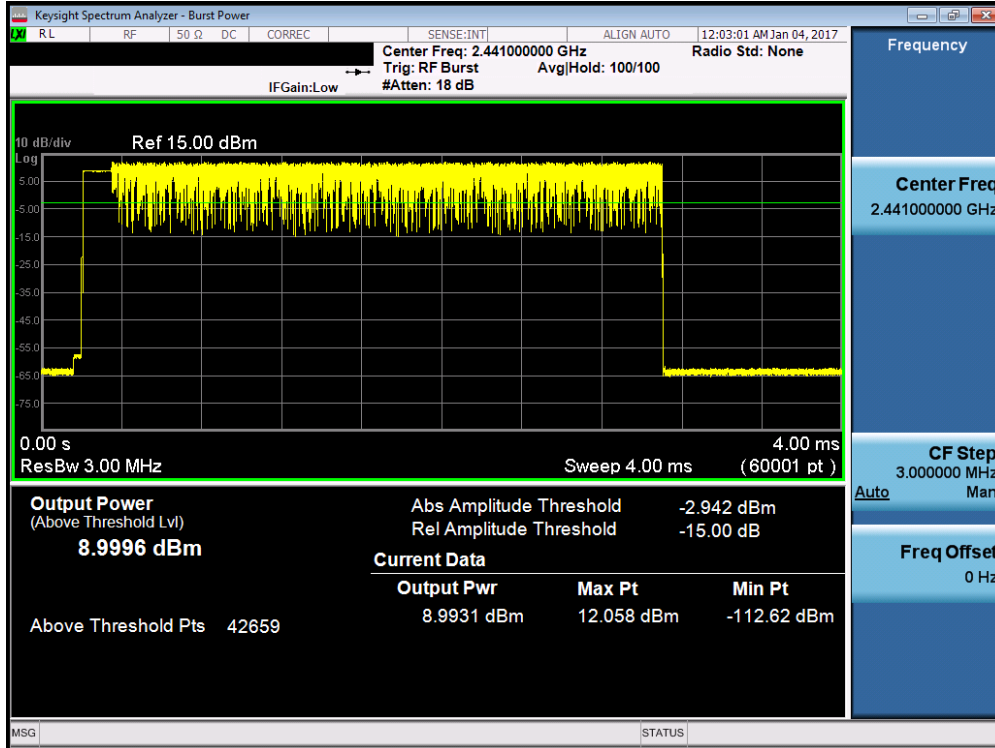 Keysight Spectrum Analyzer - Burst Power
LXI RL RF 50 Ω DC CORREC SENSE:INT ALIGN AUTO 12:03:01 AM Jan 04, 2017
Frequency
Center Freq: 2.441000000 GHz Radio Std: None
Trig: RF Burst Avg|Hold: 100/100
IFGain:Low #Atten: 18 dB
10 dB/div Ref 15.00 dBm
Log
5.00
-5.00
-15.0
-25.0
-35.0
-45.0
-55.0
-65.0
-75.0
0.00 s 4.00 ms
ResBw 3.00 MHz Sweep 4.00 ms (60001 pt)
Output Power
(Above Threshold Lvl)
8.9996 dBm
Above Threshold Pts 42659
Abs Amplitude Threshold -2.942 dBm
Rel Amplitude Threshold -15.00 dB
Current Data
Output Pwr Max Pt Min Pt
8.9931 dBm 12.058 dBm -112.62 dBm
Center Freq
2.441000000 GHz
CF Step
3.000000 MHz
Auto Man
Freq Offset
0 Hz
MSG STATUS